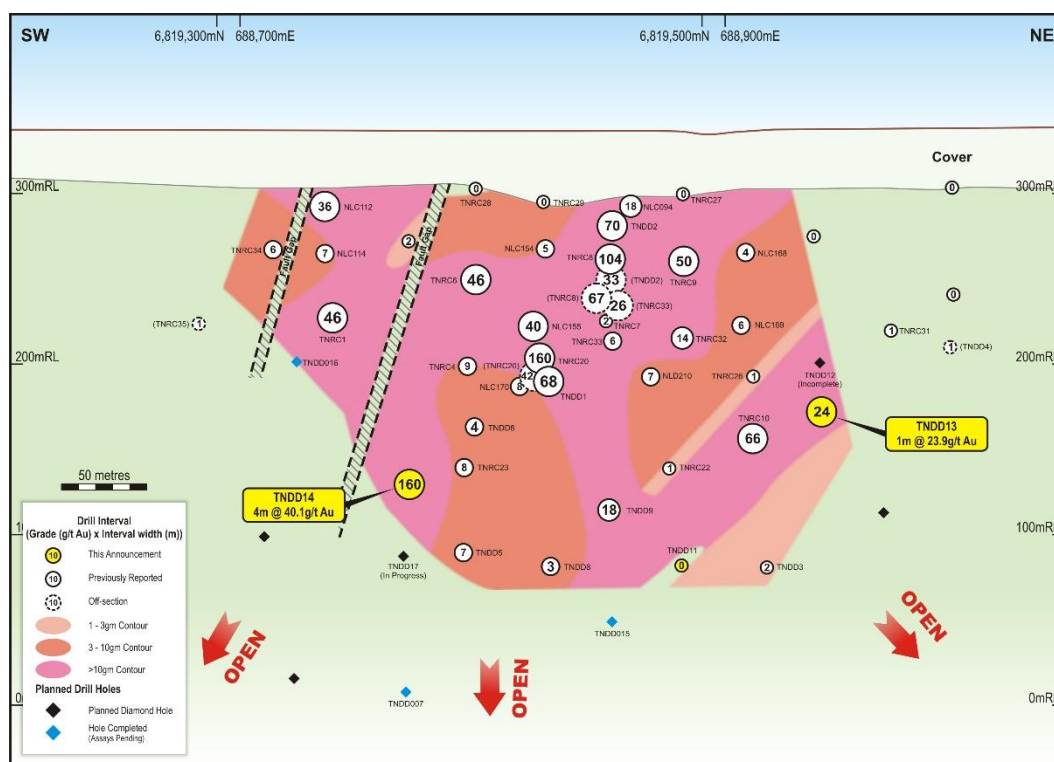 SW
6,819,300mN
688,700mE
6,819,500mN
688,900mE
NE
Cover
300mRL
300mRL
0
0
0
0
36
NLC112
TNRC28
TNRC29
18
NLC094
TNRC27
70
TNDD2
2
0
TNRC34
6
Fault Gap
7
NLC114
Fault Gap
NLC154
5
TNRC8
104
50
TNRC9
4
NLC168
TNRC6
46
33
(TNDD2)
(TNRC8)
67
26
(TNRC33)
0
(TNRC35)
1
46
TNRC1
40
NLC155
2
TNRC7
TNRC33
6
14
TNRC32
6
NLC169
1
TNRC31
1
(TNDD4)
200mRL
200mRL
TNDD016
TNRC4
9
(TNRC20)
160
TNRC20
42
NLC170
8
68
TNDD1
7
NLD210
TNRC26
1
TNDD12
(Incomplete)
24
TNDD13
1m @ 23.9g/t Au
4
TNDD6
66
TNRC10
8
TNRC23
1
TNRC22
50 metres
160
TNDD14
4m @ 40.1g/t Au
18
TNDD9
100mRL
100mRL
7
TNDD5
3
TNDD8
TNDD11
0
2
TNDD3
TNDD17
(In Progress)
TNDD015
TNDD007
OPEN
OPEN
OPEN
0mRL
0mRL
Drill Interval
(Grade (g/t Au) x Interval width (m))
10
This Announcement
10
Previously Reported
10
Off-section
1 - 3gm Contour
3 - 10gm Contour
>10gm Contour
Planned Drill Holes
Planned Diamond Hole
Hole Completed
(Assays Pending)